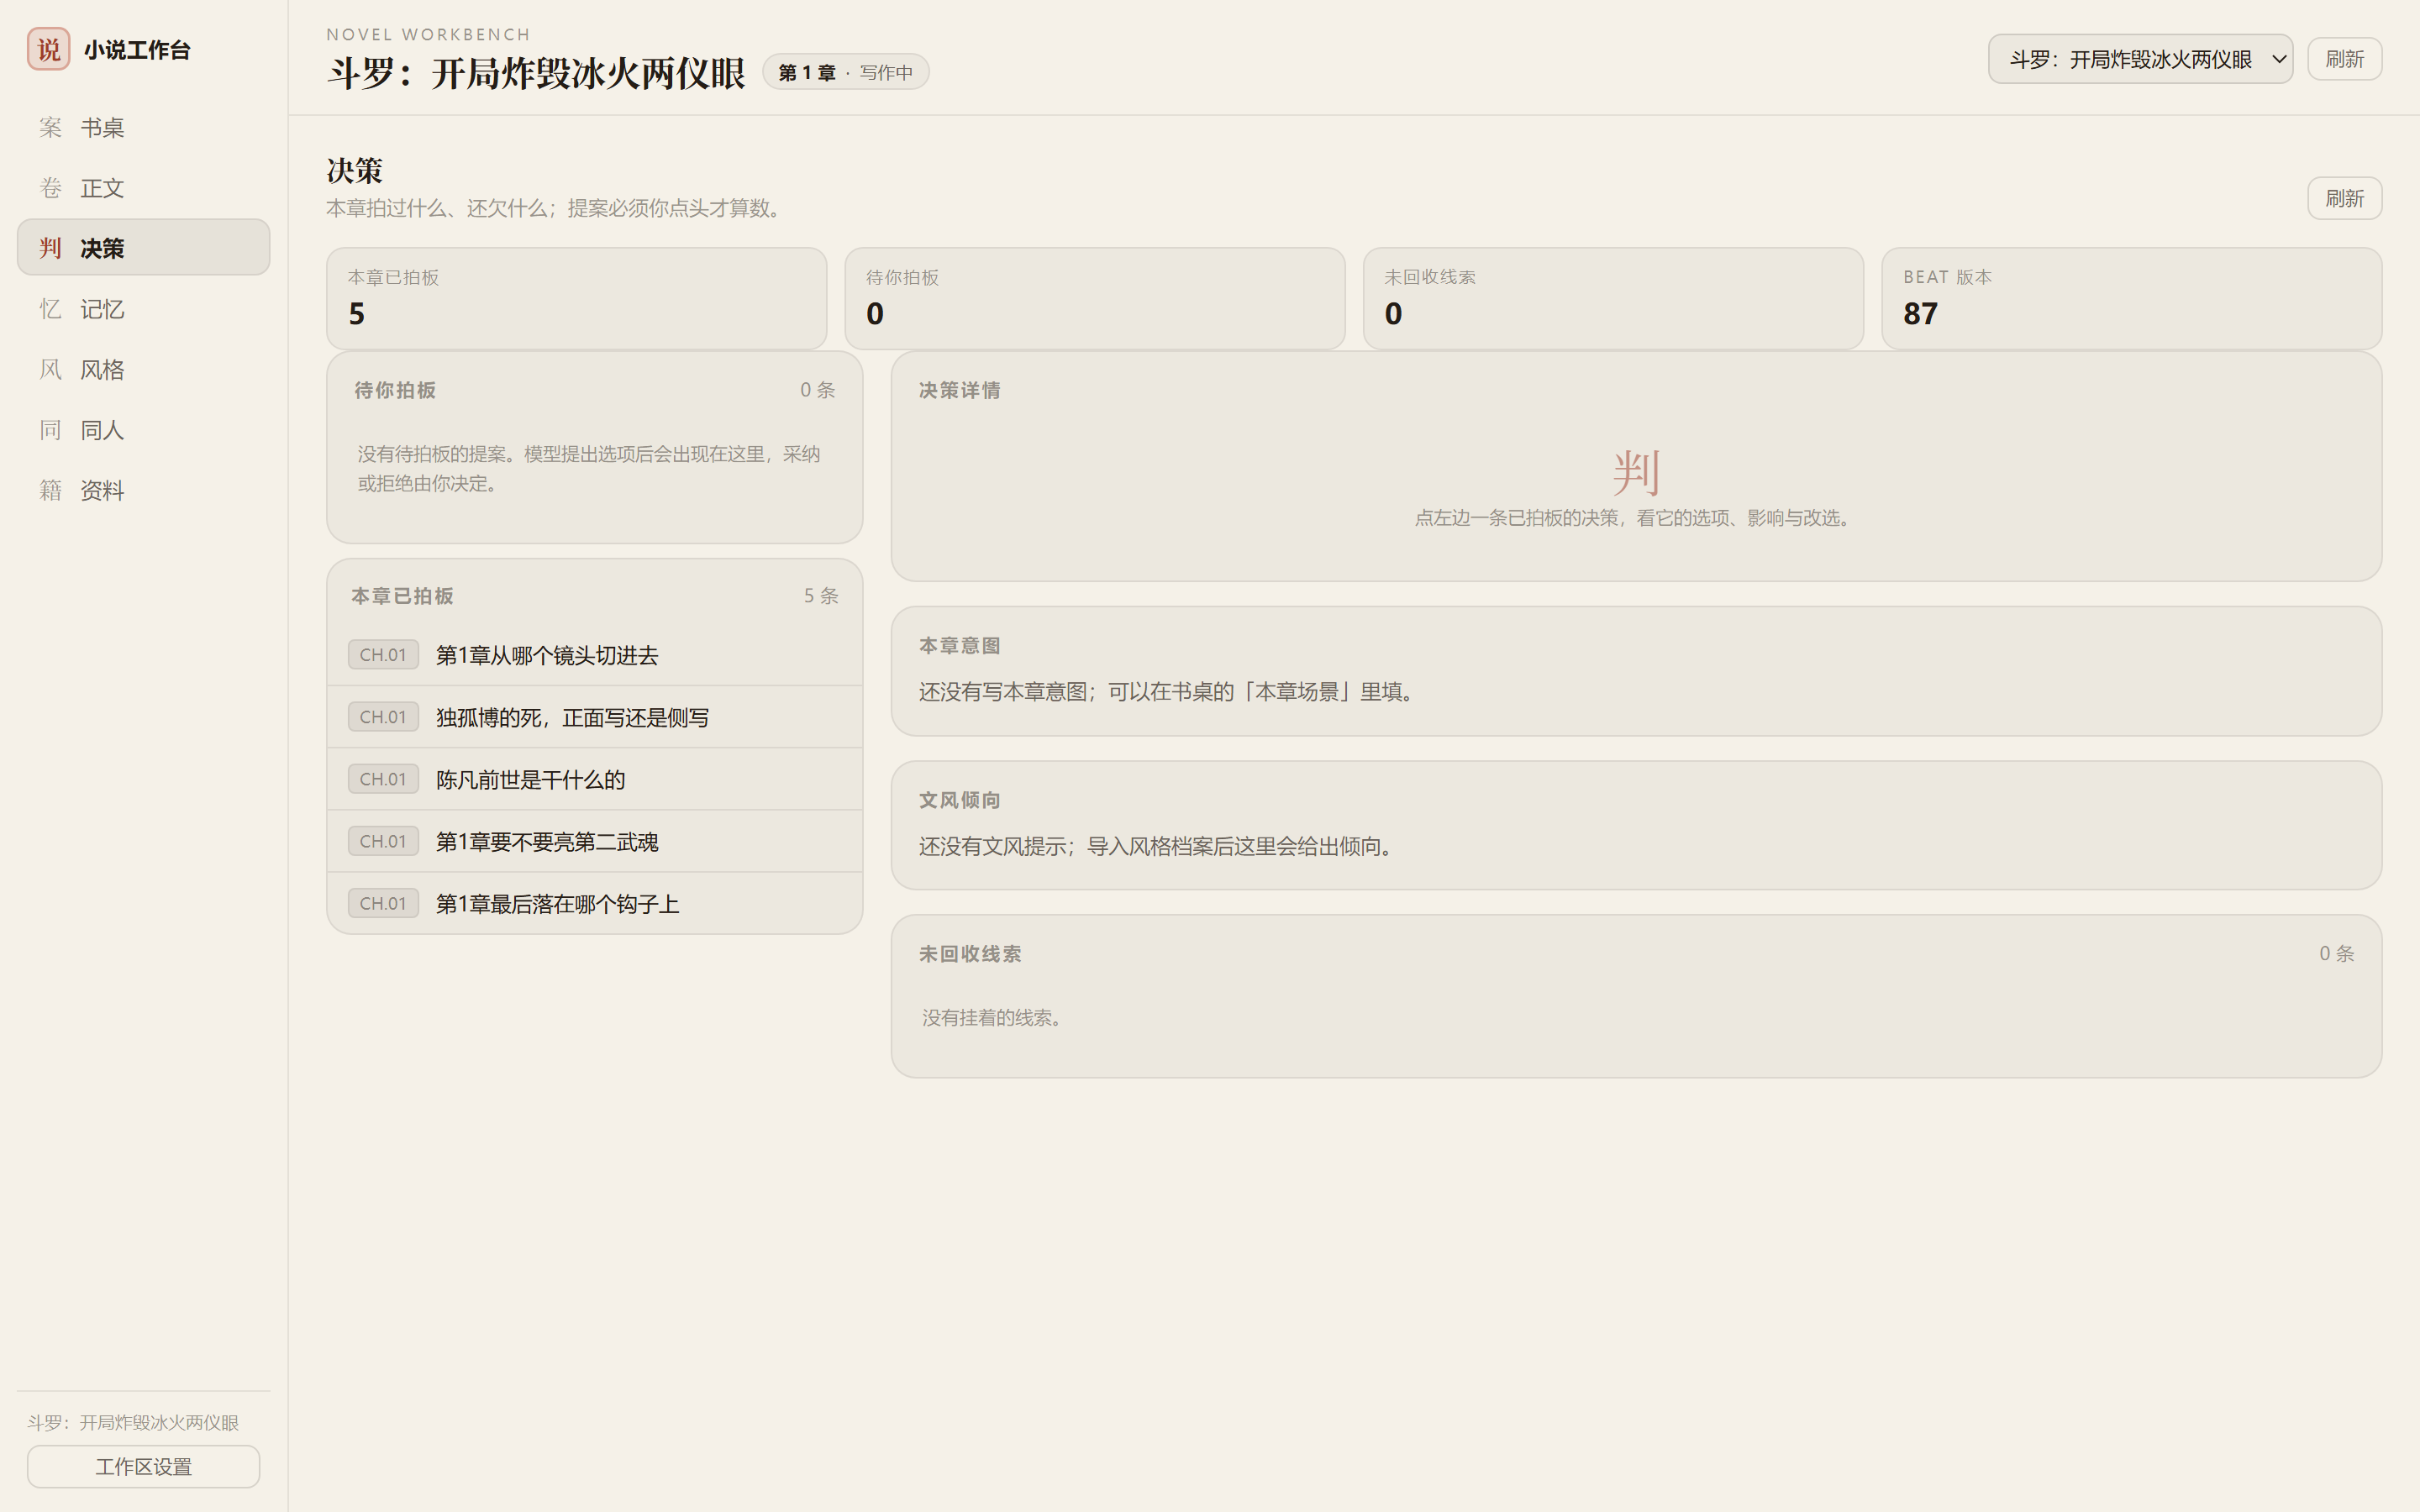 说 小说工作台
案 书桌
卷 正文
判 决策
忆 记忆
风 风格
同 同人
籍 资料
斗罗：开局炸毁冰火两仪眼
工作区设置
NOVEL WORKBENCH
斗罗：开局炸毁冰火两仪眼 第 1 章 · 写作中
斗罗：开局炸毁冰火两仪眼 刷新
决策
本章拍过什么、还欠什么；提案必须你点头才算数。
刷新
本章已拍板
5
待你拍板
0
未回收线索
0
BEAT 版本
87
待你拍板 0 条
没有待拍板的提案。模型提出选项后会出现在这里，采纳
或拒绝由你决定。
本章已拍板 5 条
CH.01 第1章从哪个镜头切进去
CH.01 独孤博的死，正面写还是侧写
CH.01 陈凡前世是干什么的
CH.01 第1章要不要亮第二武魂
CH.01 第1章最后落在哪个钩子上
决策详情
判
点左边一条已拍板的决策，看它的选项、影响与改选。
本章意图
还没有写本章意图；可以在书桌的「本章场景」里填。
文风倾向
还没有文风提示；导入风格档案后这里会给出倾向。
未回收线索 0 条
没有挂着的线索。